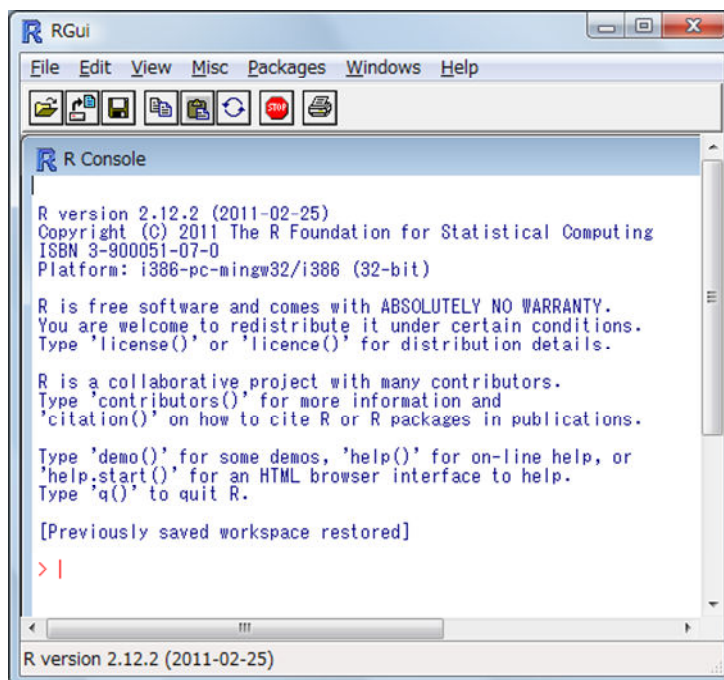 RGui
File Edit View Misc Packages Windows Help
STOP
R Console
R version 2.12.2 (2011-02-25)
Copyright (C) 2011 The R Foundation for Statistical Computing
ISBN 3-900051-07-0
Platform: i386-pc-mingw32/i386 (32-bit)
R is free software and comes with ABSOLUTELY NO WARRANTY.
You are welcome to redistribute it under certain conditions.
Type 'license()' or 'licence()' for distribution details.
R is a collaborative project with many contributors.
Type 'contributors()' for more information and
'citation()' on how to cite R or R packages in publications.
Type 'demo()' for some demos, 'help()' for on-line help, or
'help.start()' for an HTML browser interface to help.
Type 'q()' to quit R.
[Previously saved workspace restored]
>
R version 2.12.2 (2011-02-25)